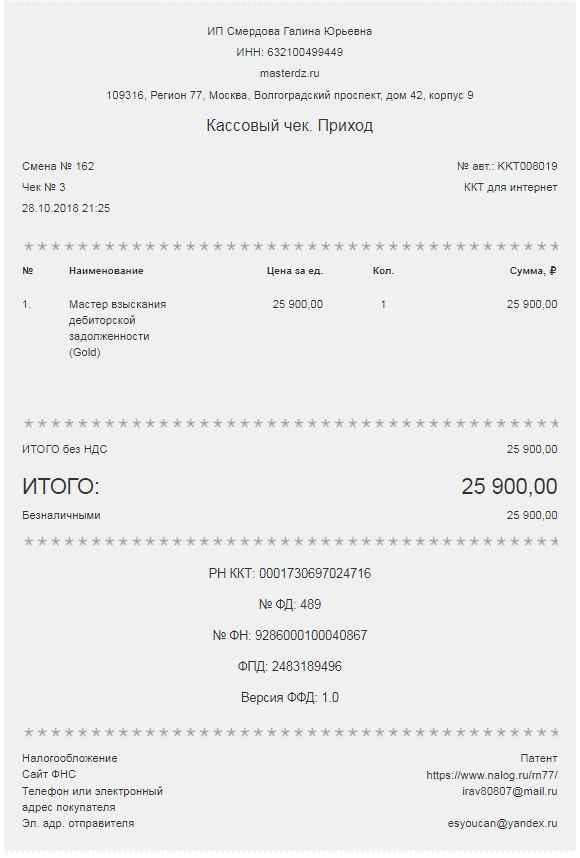 ИП Смердова Галина Юрьевна
ИНН: 632100499449
masterdz.ru
109316, Регион 77, Москва, Волгоградский проспект, дом 42, корпус 9
Кассовый чек. Приход
Смена № 162 № авт.: ККТ008019
Чек № 3 ККТ для интернет
28.10.2018 21:25
№ Наименование Цена за ед. Кол. Сумма, ₽
1. Мастер взыскания 25 900,00 1 25 900,00
дебиторской
задолженности
(Gold)
ИТОГО без НДС 25 900,00
ИТОГО: 25 900,00
Безналичными 25 900,00
РН ККТ: 0001730697024716
№ ФД: 489
№ ФН: 9286000100040867
ФПД: 2483189496
Версия ФФД: 1.0
Налогообложение Патент
Сайт ФНС https://www.nalog.ru/rn77/
Телефон или электронный irav80807@mail.ru
адрес покупателя
Эл. адр. отправителя esyoucan@yandex.ru